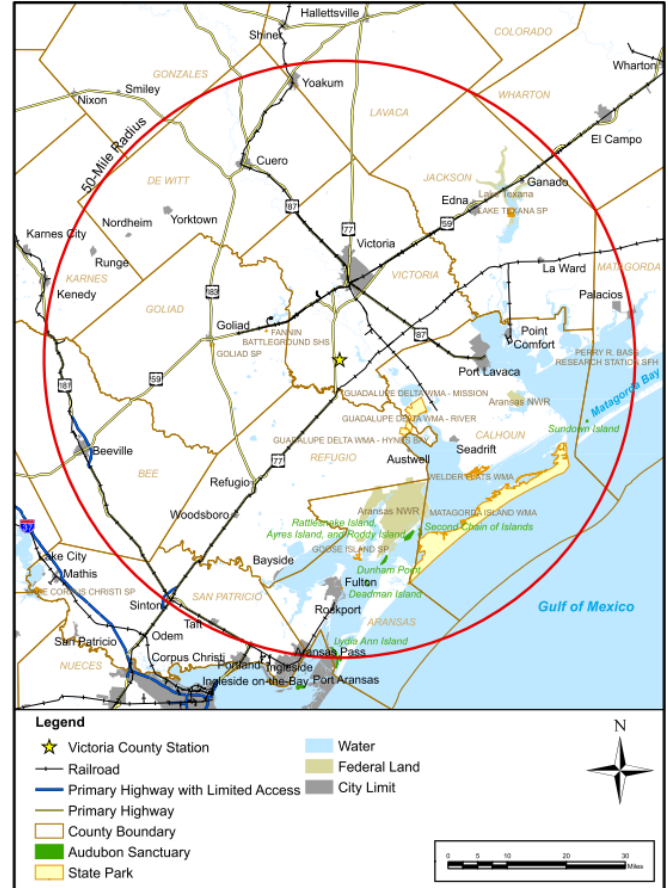 Hallettsville
COLORADO
Shiner
Wharton
GONZALES
Yoakum
Nixon
Smiley
LAVACA
WHARTON
El Campo
50-Mile Radius
Cuero
DE WITT
JACKSON
Ganado
Lake Texana
Edna
LAKE TEXANA SP
87
59
Yorktown
Nordheim
77
Karnes City
Runge
Victoria
La Ward
MATAGORDA
KARNES
VICTORIA
Kenedy
183
GOLIAD
Palacios
Goliad
FANNIN
BATTLEGROUND SHS
GOLIAD SP
87
Point
Comfort
Port Lavaca
PERRY R. BASS
RESEARCH STATION SFH
181
59
GUADALUPE DELTA WMA - MISSION
Aransas NWR
Matagorda Bay
GUADALUPE DELTA WMA - RIVER
Sundown Island
GUADALUPE DELTA WMA - HYNES BAY
CALHOUN
Beeville
BEE
77
REFUGIO
Austwell
Seadrift
WELDER FLATS WMA
Refugio
Woodsboro
Aransas NWR
MATAGORDA ISLAND WMA
37
Rattlesnake Island,
Ayres Island, and Roddy Island
Second Chain of Islands
GOOSE ISLAND SP
Lake City
Mathis
Bayside
Dunham Point
Fulton
Deadman Island
LAKE CORPUS CHRISTI SP
SAN PATRICIO
Sinton
Rockport
Gulf of Mexico
Taft
ARANSAS
San Patricio
Odem
Lydia Ann Island
Corpus Christi
Aransas Pass
NUECES
Portland
Ingleside
Ingleside on-the-Bay
Port Aransas
Legend
Victoria County Station
Railroad
Primary Highway with Limited Access
Primary Highway
County Boundary
Audubon Sanctuary
State Park
Water
Federal Land
City Limit
N
0 5 10 20 30
Miles